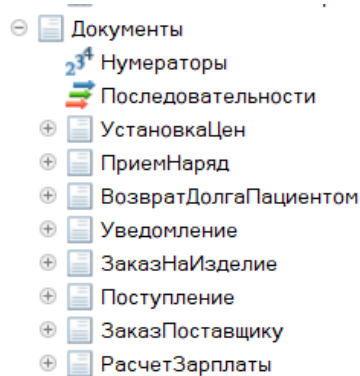 Документы
Нумераторы
Последовательности
УстановкаЦен
ПриемНаряд
ВозвратДолгаПациентом
Уведомление
ЗаказНаИзделие
Поступление
ЗаказПоставщику
РасчетЗарплаты